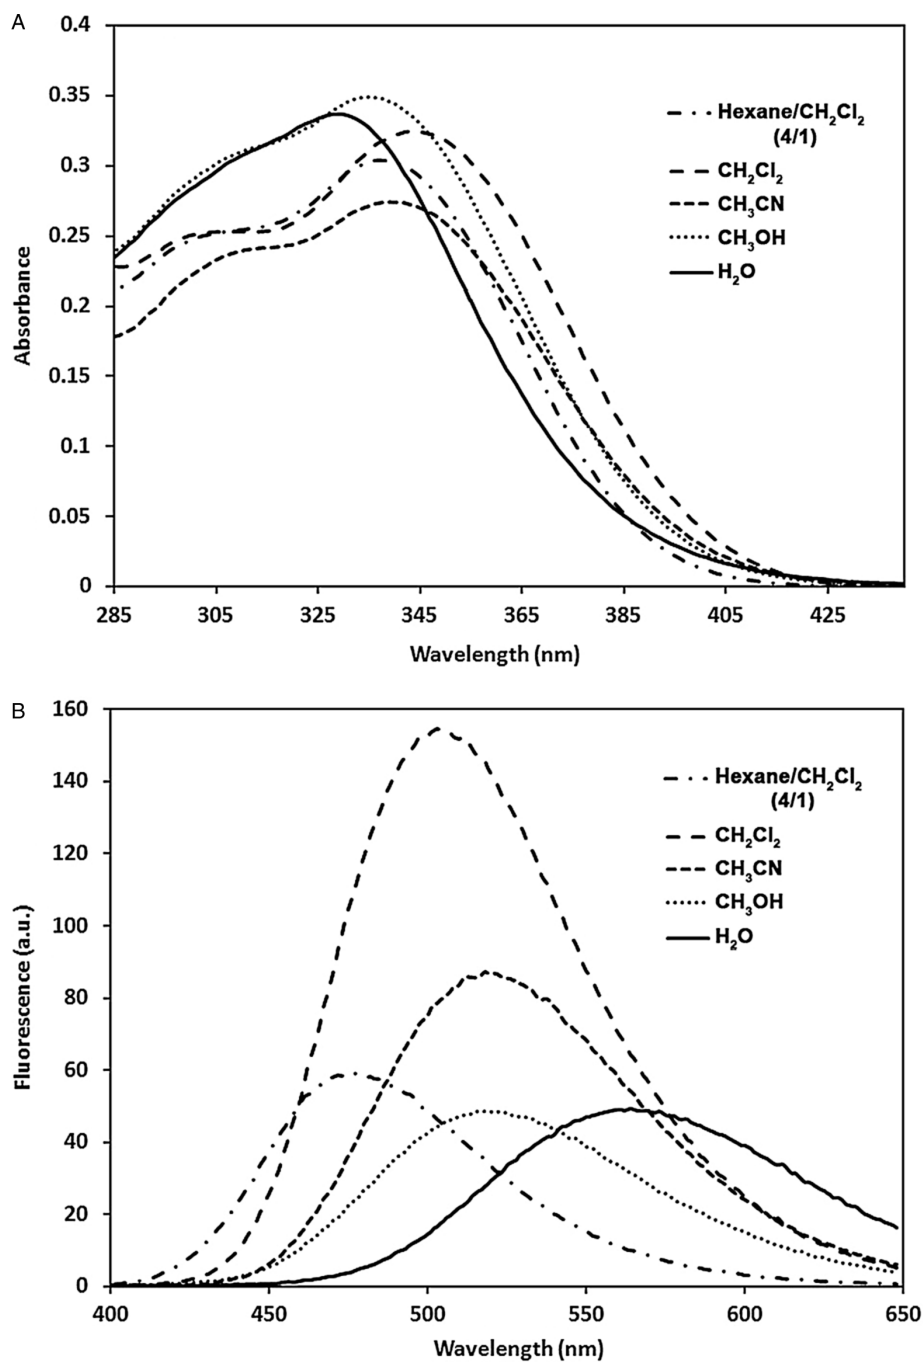 A
0.4
0.35
0.3
0.25
0.2
0.15
0.1
0.05
0
Absorbance
Hexane/CH₂Cl₂
(4/1)
CH₂Cl₂
CH₃CN
CH₃OH
H₂O
285 305 325 345 365 385 405 425
Wavelength (nm)
B
160
140
120
100
80
60
40
20
0
Fluorescence (a.u.)
Hexane/CH₂Cl₂
(4/1)
CH₂Cl₂
CH₃CN
CH₃OH
H₂O
400 450 500 550 600 650
Wavelength (nm)